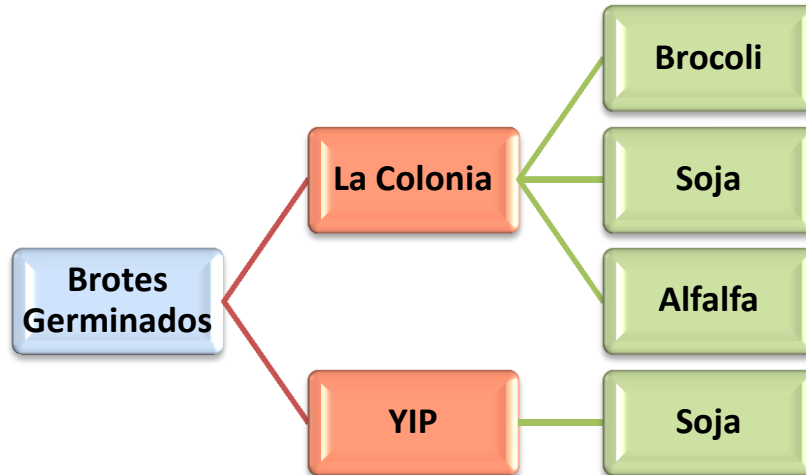 Brotes
Germinados
La Colonia
Brocoli
Soja
Alfalfa
YIP
Soja